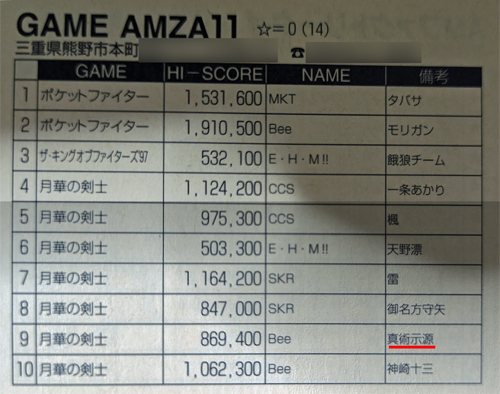 GAME AMZA11 ☆=0 (14)
三重県熊野市本町 ☎
GAME HI-SCORE NAME 備考
1 ポケットファイター 1,531,600 MKT タバサ
2 ポケットファイター 1,910,500 Bee モリガン
3 ザ・キングオブファイターズ'97 532,100 E・H・M!! 餓狼チーム
4 月華の剣士 1,124,200 CCS 一条あかり
5 月華の剣士 975,300 CCS 楓
6 月華の剣士 503,300 E・H・M!! 天野漂
7 月華の剣士 1,164,200 SKR 雷
8 月華の剣士 847,000 SKR 御名方守矢
9 月華の剣士 869,400 Bee 真術示源
10 月華の剣士 1,062,300 Bee 神崎十三